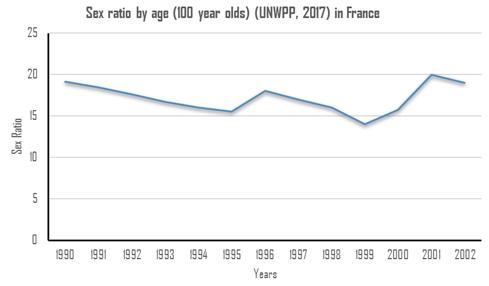 Sex ratio by age (100 year olds) (UNWPP, 2017) in France
25
20
15
10
5
0
Sex Ratio
1990 1991 1992 1993 1994 1995 1996 1997 1998 1999 2000 2001 2002
Years